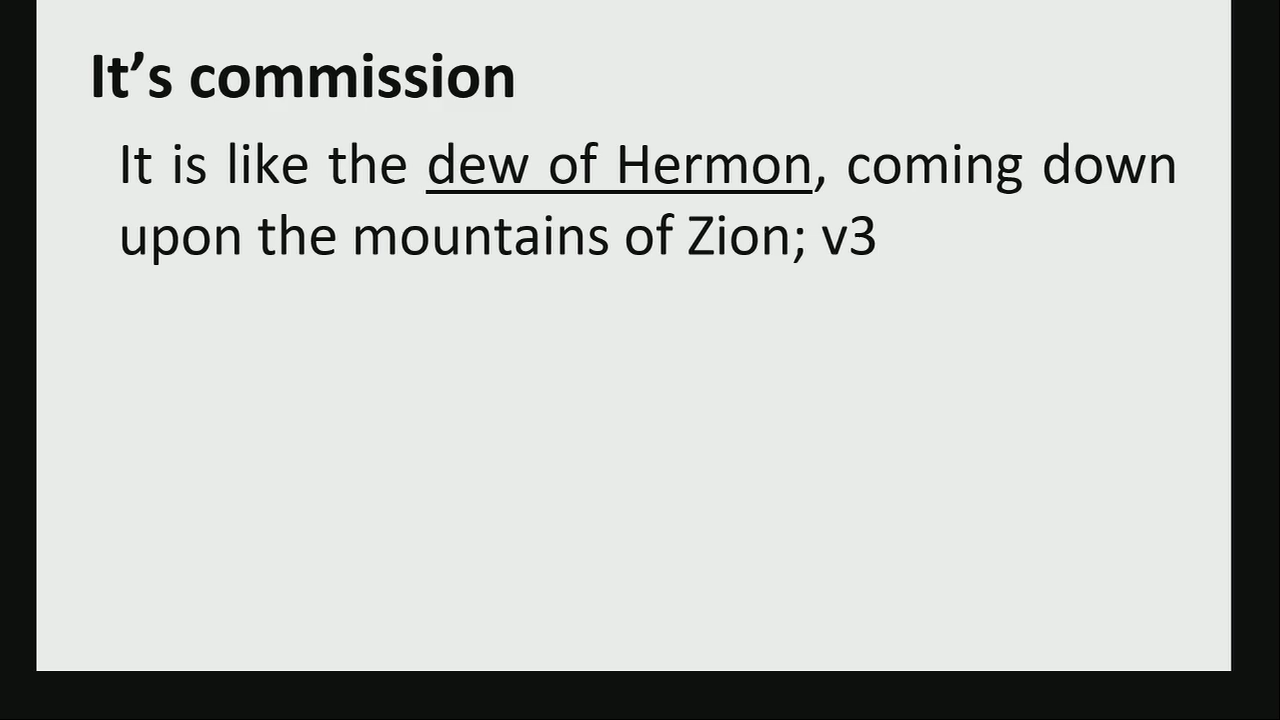 It’s commission
It is like the dew of Hermon, coming down
upon the mountains of Zion; v3